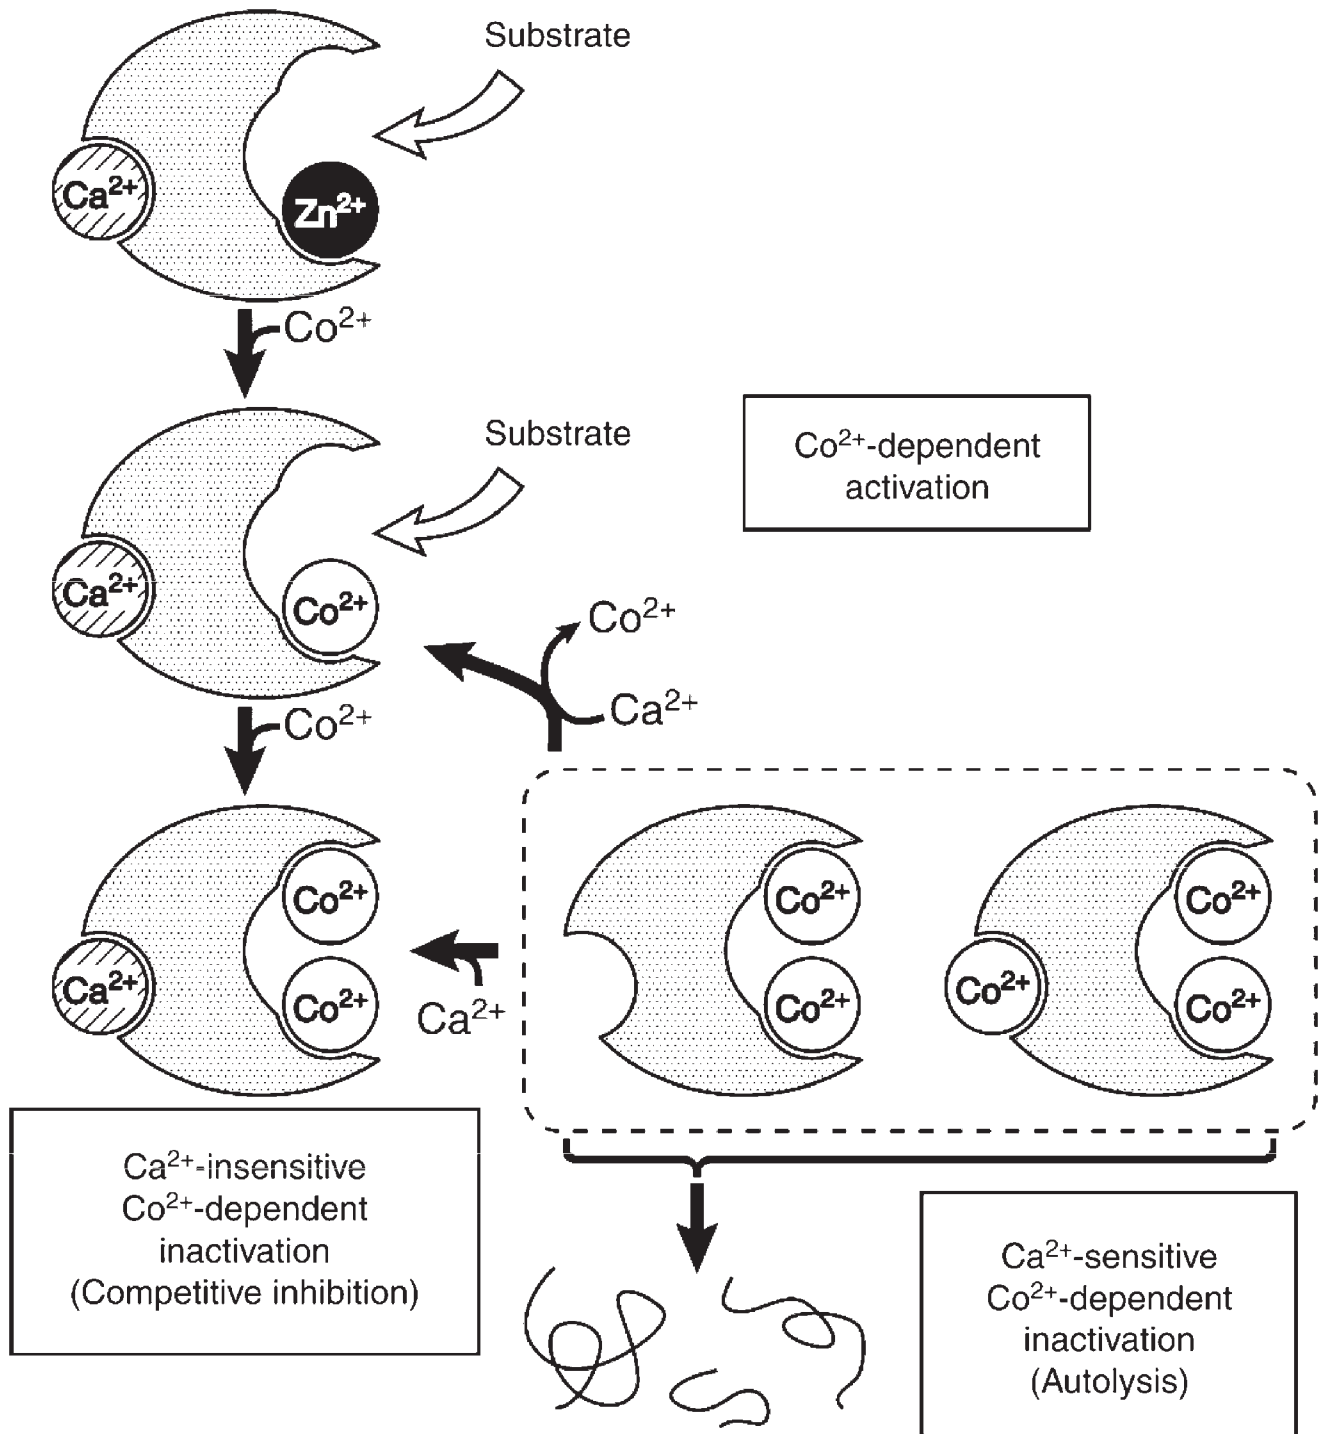 Substrate
Ca²⁺
Zn²⁺
Co²⁺
Substrate
Co²⁺-dependent
activation
Ca²⁺
Co²⁺
Co²⁺
Ca²⁺
Co²⁺
Co²⁺
Co²⁺
Co²⁺
Ca²⁺
Co²⁺
Co²⁺
Co²⁺
Co²⁺
Co²⁺
Ca²⁺
Ca²⁺-insensitive
Co²⁺-dependent
inactivation
(Competitive inhibition)
Ca²⁺-sensitive
Co²⁺-dependent
inactivation
(Autolysis)